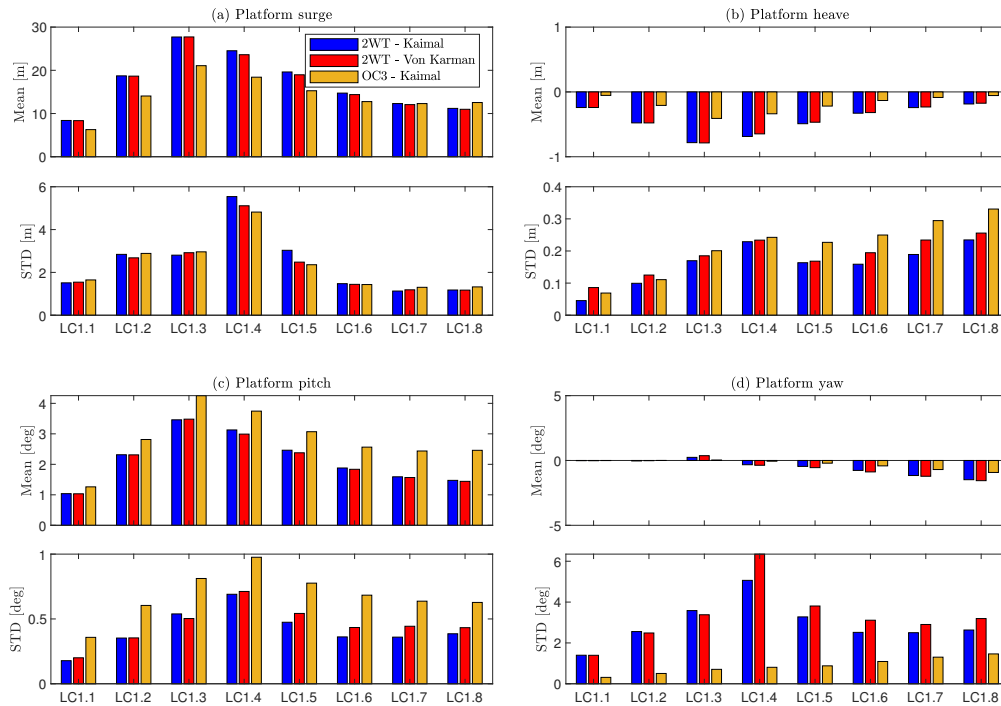 (a) Platform surge
30
20
10
0
Mean [m]
2WT - Kaimal
2WT - Von Karman
OC3 - Kaimal
6
4
2
0
STD [m]
LC1.1 LC1.2 LC1.3 LC1.4 LC1.5 LC1.6 LC1.7 LC1.8
(b) Platform heave
1
0
-1
Mean [m]
0.4
0.3
0.2
0.1
0
STD [m]
LC1.1 LC1.2 LC1.3 LC1.4 LC1.5 LC1.6 LC1.7 LC1.8
(c) Platform pitch
4
3
2
1
0
Mean [deg]
1
0.5
0
STD [deg]
LC1.1 LC1.2 LC1.3 LC1.4 LC1.5 LC1.6 LC1.7 LC1.8
(d) Platform yaw
5
0
-5
Mean [deg]
6
4
2
0
STD [deg]
LC1.1 LC1.2 LC1.3 LC1.4 LC1.5 LC1.6 LC1.7 LC1.8